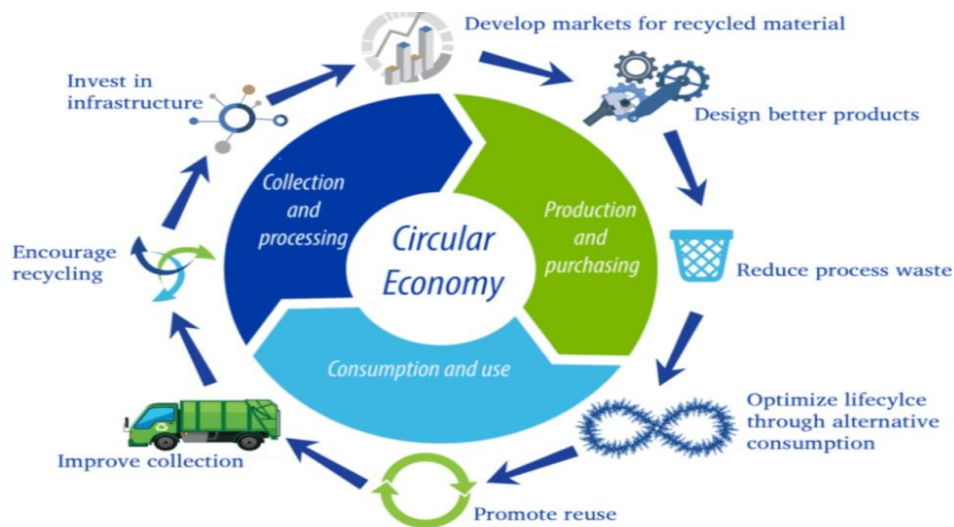 Develop markets for recycled material
Invest in
infrastructure
Design better products
Collection
and
processing
Production
and
purchasing
Circular
Economy
Encourage
recycling
Reduce process waste
Consumption and use
Optimize lifecylce
through alternative
consumption
Improve collection
Promote reuse